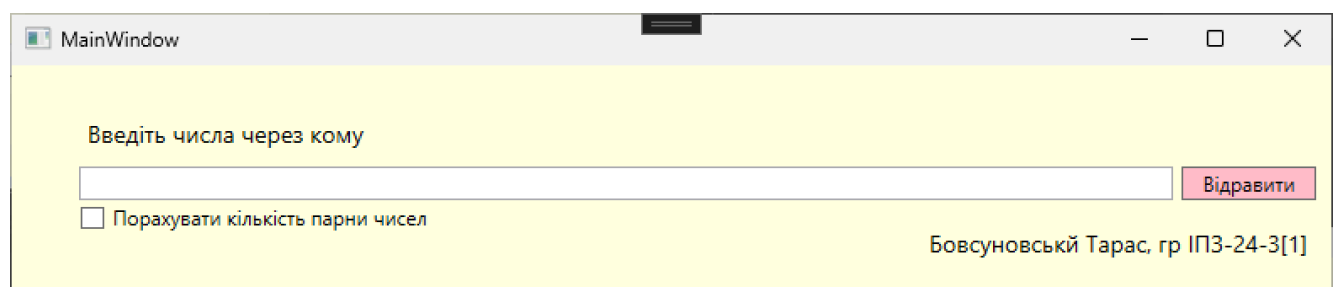 MainWindow
Введіть числа через кому
Відравити
Порахувати кількість парни чисел
Бовсуновськй Тарас, гр ІПЗ-24-3[1]